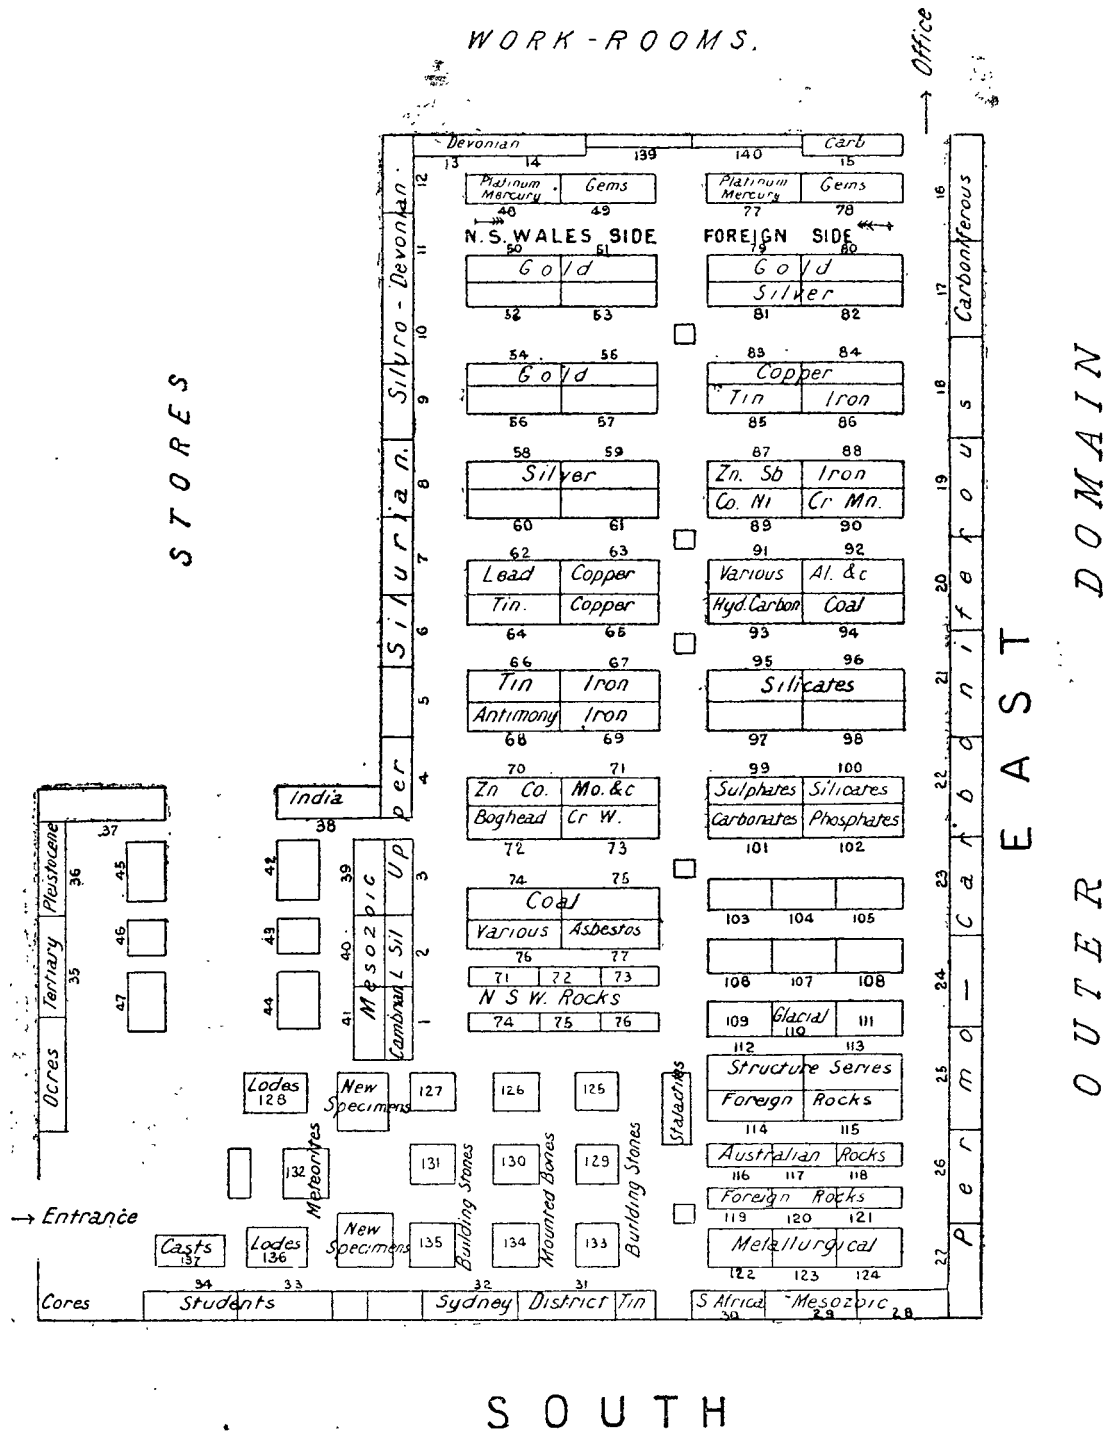 WORK-ROOMS.
→ Office
Devonian
Carb
13 14 139 140 15
12
Platinum Mercury
Gems
Platinum Mercury
Gems
16
48 49 77 78
N.S. WALES SIDE
FOREIGN SIDE
11
50 51 79 80
Gold
Gold
Silver
17
52 53 81 82
10
54 55 83 84
Gold
Copper
Tin
Iron
18
9
56 57 85 86
58 59 87 88
Silver
Zn. Sb
Iron
Co. Ni
Cr Mn.
19
8
60 61 89 90
62 63 91 92
7
Lead
Copper
Various
Al. &c
20
Tin.
Copper
Hyd. Carbon
Coal
6
64 65 93 94
66 67 95 96
Tin
Iron
Silicates
21
Antimony
Iron
5
68 69 97 98
70 71 99 100
4
Zn Co.
Mo. &c
Sulphates
Silicates
22
Boghead
Cr W.
Carbonates
Phosphates
72 73 101 102
74 75
3
Coal
23
103 104 105
Various
Asbestos
2
76 77
71 72 73
106 107 108
24
N S W. Rocks
74 75 76
1
109
Glacial
110
111
112 113
Structure Series
25
Foreign Rocks
114 115
Australian Rocks
116 117 118
26
Foreign Rocks
119 120 121
Metallurgical
27
122 123 124
Siluro-Devonian
Upper Silurian.
Cambrian L Sil
Mesozoic
39
40
41
Carboniferous
Permo-Carboniferous
STORES
India
37
38
Pleistocene
36
Tertiary
35
Ocres
45
46
47
42
43
44
Lodes
128
New Specimens
127
126
125
Stalactites
132
Meteorites
131
Building Stones
130
Mounted Bones
129
Building Stones
→ Entrance
Casts
137
Lodes
136
New Specimens
135
134
133
34 33 32 31
Cores
Students
Sydney District
Tin
S Africa
30
Mesozoic
29 28
EAST
OUTER DOMAIN
SOUTH